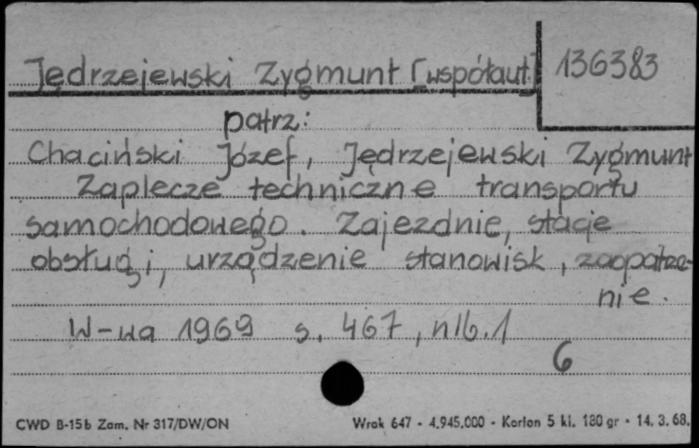 Jędrzejewski Zygmunt [współaut] 136383
patrz:
Chaciński Józef, Jędrzejewski Zygmunt
Zaplecze techniczne transportu
samochodowego. Zajezdnie, stacje
obsługi, urządzenie stanowisk, zaopatrze-
nie.
W-wa 1969 s. 467, nlb. 1
6
CWD B-15b Zam. Nr 317/DW/ON Wrak 647 - 4.945.000 - Karton 5 kl. 180 gr - 14. 3. 68.